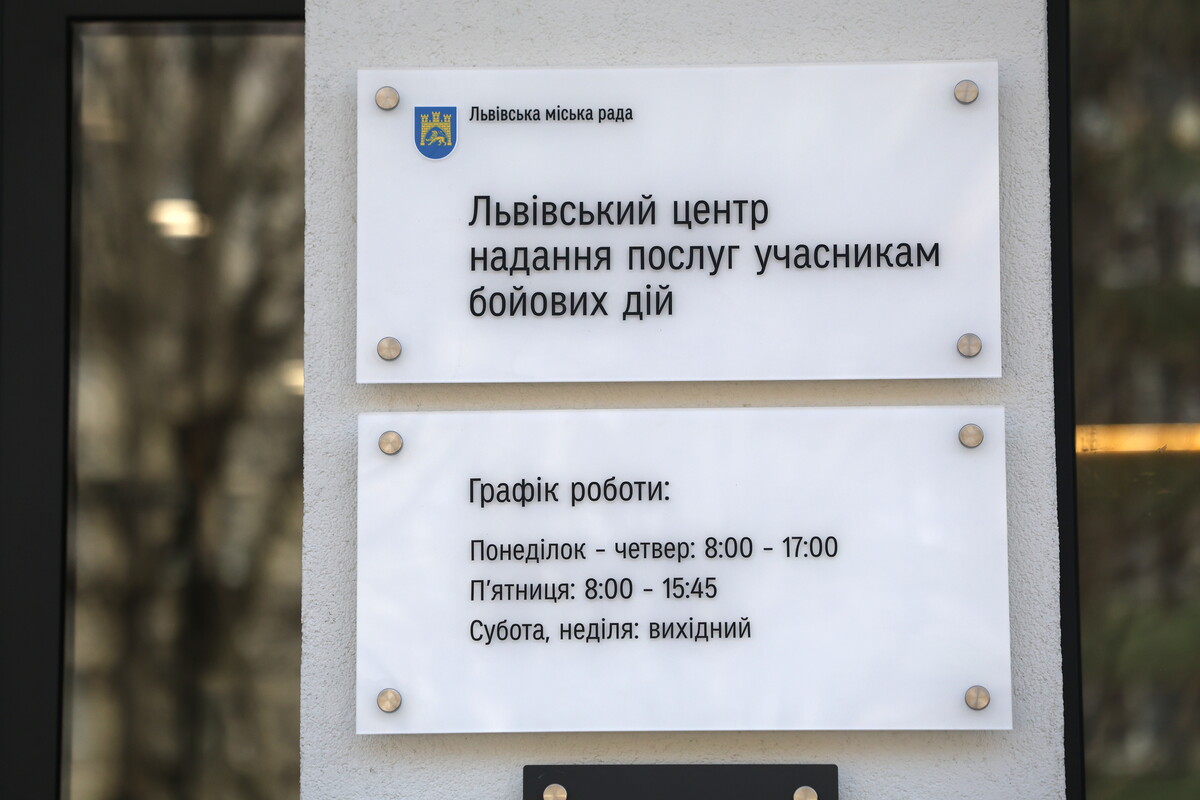 Львівська міська рада
Львівський центр
надання послуг учасникам
бойових дій
Графік роботи:
Понеділок - четвер: 8:00 - 17:00
П'ятниця: 8:00 - 15:45
Субота, неділя: вихідний